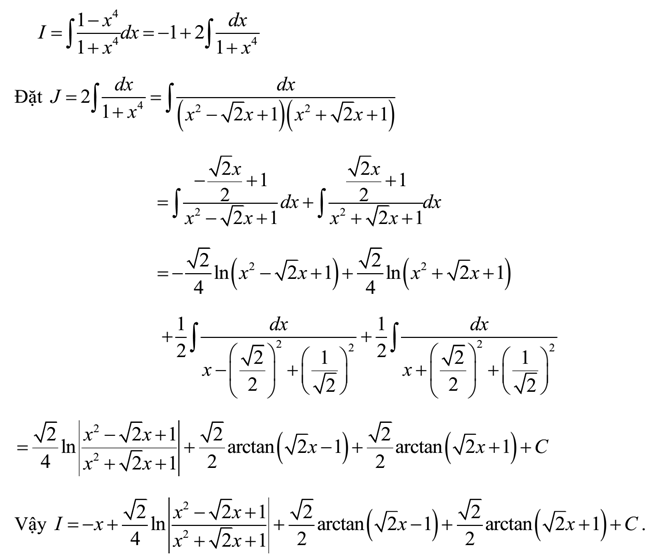 I = ∫ (1−x⁴)/(1+x⁴) dx = −1 + 2∫ dx/(1+x⁴)
Đặt J = 2∫ dx/(1+x⁴) = ∫ dx/((x² − √2x + 1)(x² + √2x + 1))
= ∫ (−(√2x)/2 + 1)/(x² − √2x + 1) dx + ∫ ((√2x)/2 + 1)/(x² + √2x + 1) dx
= −(√2/4) ln(x² − √2x + 1) + (√2/4) ln(x² + √2x + 1)
+ (1/2)∫ dx/(x − (√2/2)² + (1/√2)²) + (1/2)∫ dx/(x + (√2/2)² + (1/√2)²)
= (√2/4) ln|(x² − √2x + 1)/(x² + √2x + 1)| + (√2/2) arctan(√2x − 1) + (√2/2) arctan(√2x + 1) + C
Vậy I = −x + (√2/4) ln|(x² − √2x + 1)/(x² + √2x + 1)| + (√2/2) arctan(√2x − 1) + (√2/2) arctan(√2x + 1) + C.